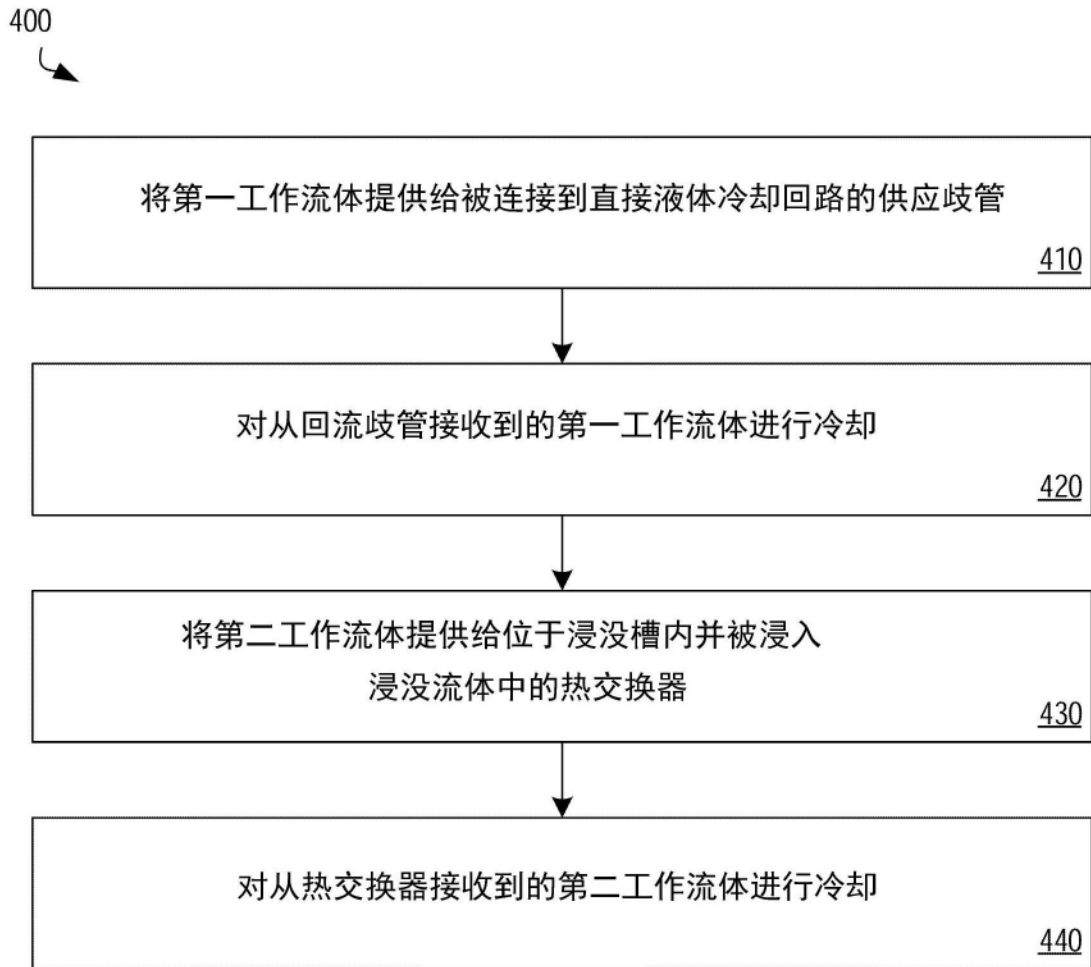 400
将第一工作流体提供给被连接到直接液体冷却回路的供应歧管
410
对从回流歧管接收到的第一工作流体进行冷却
420
将第二工作流体提供给位于浸没槽内并被浸入
浸没流体中的热交换器
430
对从热交换器接收到的第二工作流体进行冷却
440